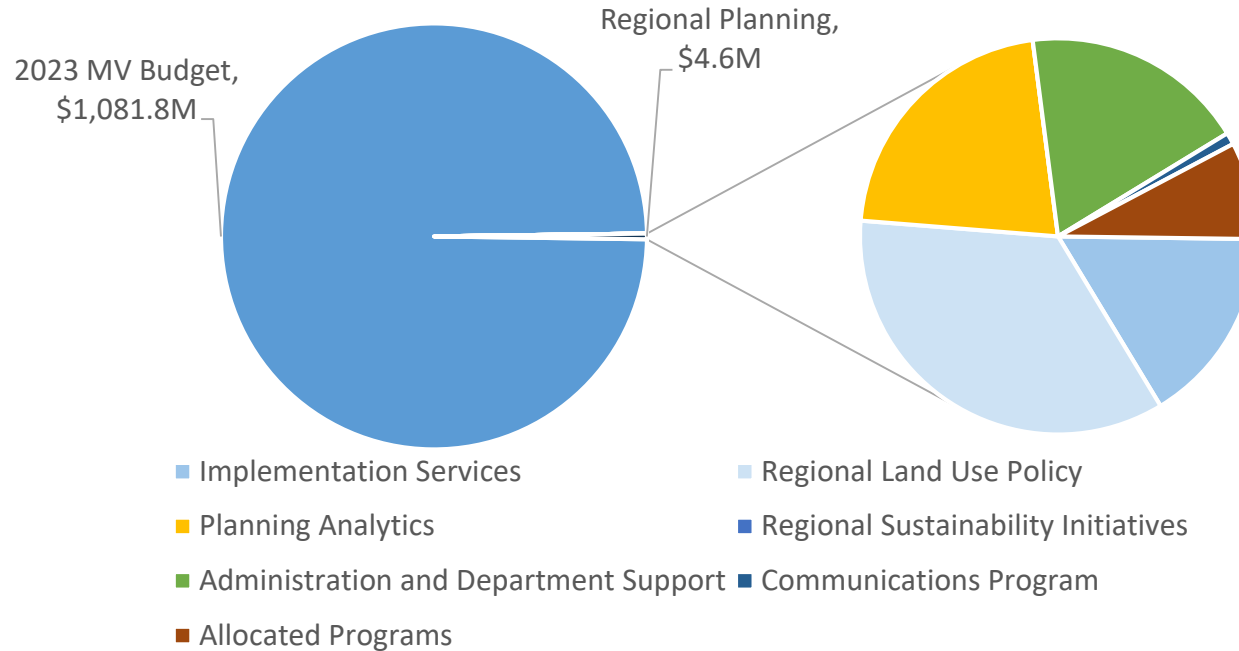 Regional Planning,
$4.6M
2023 MV Budget,
$1,081.8M
Implementation Services
Regional Land Use Policy
Planning Analytics
Regional Sustainability Initiatives
Administration and Department Support
Communications Program
Allocated Programs